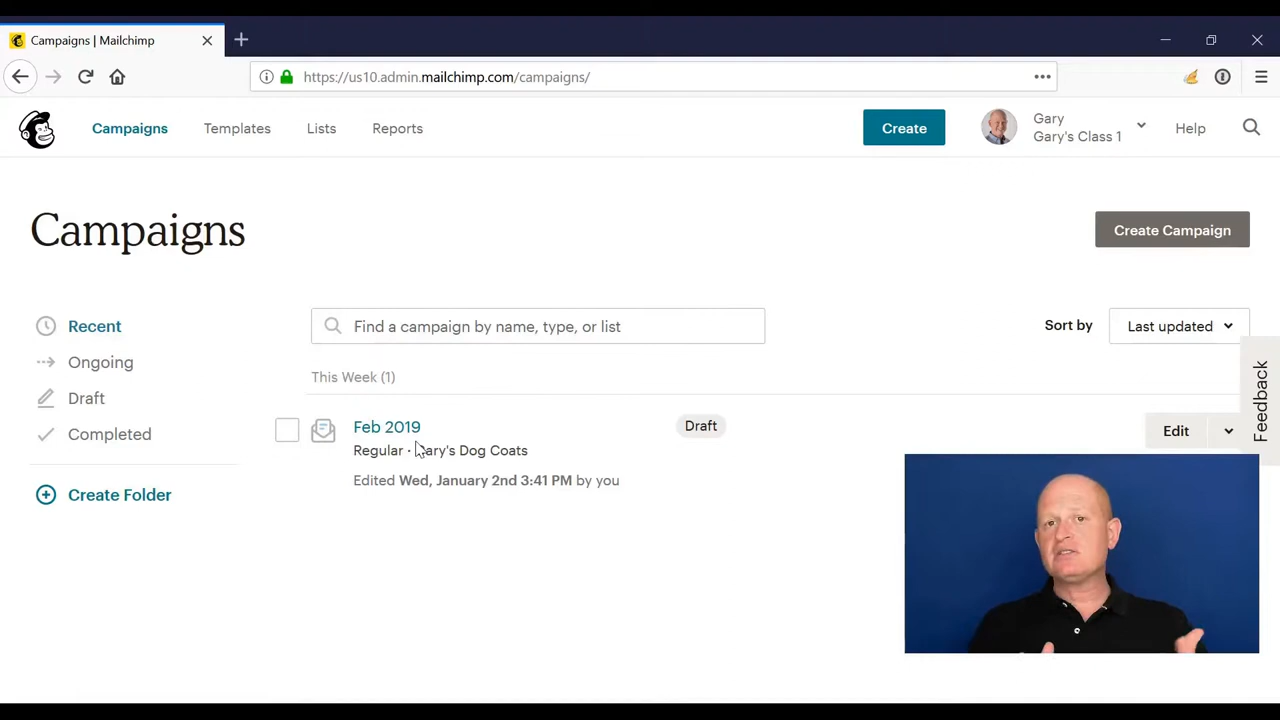 Campaigns | Mailchimp
https://us10.admin.mailchimp.com/campaigns/
Campaigns Templates Lists Reports Create Gary Help
Gary's Class 1
Campaigns
Create Campaign
Recent
Ongoing
Draft
Completed
Create Folder
Find a campaign by name, type, or list
Sort by Last updated
This Week (1)
Feb 2019 Draft Edit
Regular · Gary's Dog Coats
Edited Wed, January 2nd 3:41 PM by you
Feedback